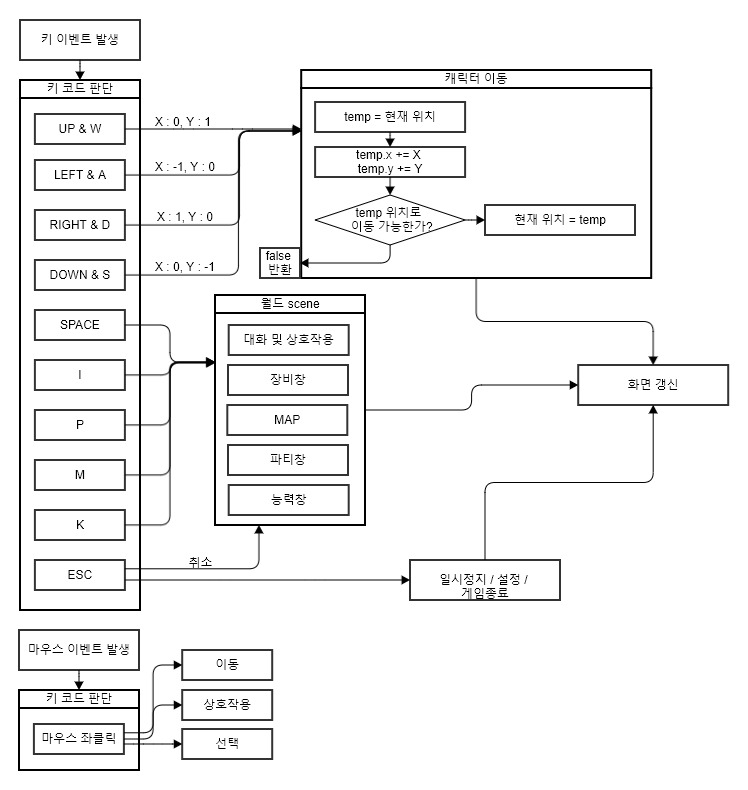 키 이벤트 발생
키 코드 판단
UP & W
LEFT & A
RIGHT & D
DOWN & S
SPACE
I
P
M
K
ESC
X : 0, Y : 1
X : -1, Y : 0
X : 1, Y : 0
X : 0, Y : -1
캐릭터 이동
temp = 현재 위치
temp.x += X
temp.y += Y
temp 위치로
이동 가능한가?
현재 위치 = temp
false
반환
월드 scene
대화 및 상호작용
장비창
MAP
파티창
능력창
취소
화면 갱신
일시정지 / 설정 /
게임종료
마우스 이벤트 발생
키 코드 판단
마우스 좌클릭
이동
상호작용
선택